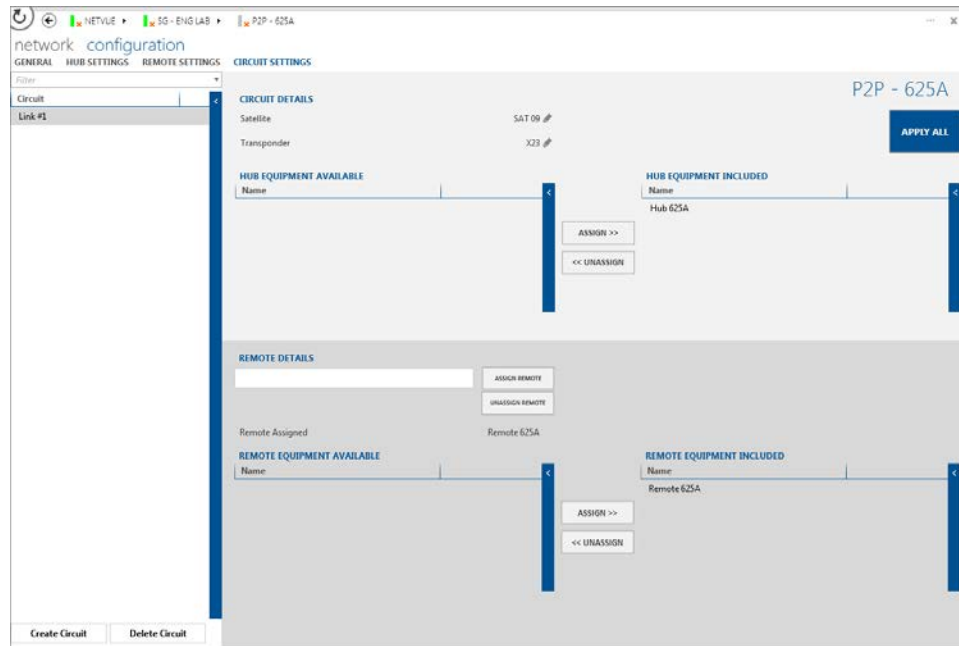 NETVUE SG - ENG LAB P2P - 625A
network configuration
GENERAL HUB SETTINGS REMOTE SETTINGS CIRCUIT SETTINGS
Filter
Circuit
Link #1
P2P - 625A
CIRCUIT DETAILS
Satellite SAT 09
Transponder X23
APPLY ALL
HUB EQUIPMENT AVAILABLE
Name
ASSIGN >>
<< UNASSIGN
HUB EQUIPMENT INCLUDED
Name
Hub 625A
REMOTE DETAILS
ASSIGN REMOTE
UNASSIGN REMOTE
Remote Assigned Remote 625A
REMOTE EQUIPMENT AVAILABLE
Name
ASSIGN >>
<< UNASSIGN
REMOTE EQUIPMENT INCLUDED
Name
Remote 625A
Create Circuit Delete Circuit